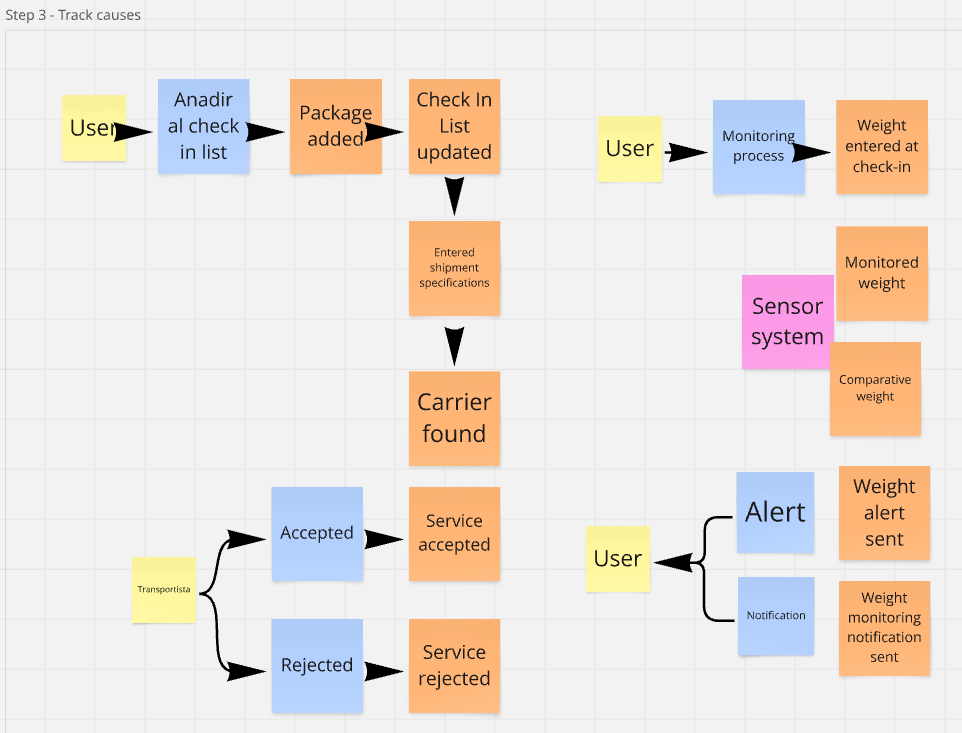 Step 3 - Track causes
User
Anadir
al check
in list
Package
added
Check In
List
updated
Entered
shipment
specifications
Carrier
found
Transportista
Accepted
Service
accepted
Rejected
Service
rejected
User
Monitoring
process
Weight
entered at
check-in
Monitored
weight
Sensor
system
Comparative
weight
User
Alert
Weight
alert
sent
Notification
Weight
monitoring
notification
sent